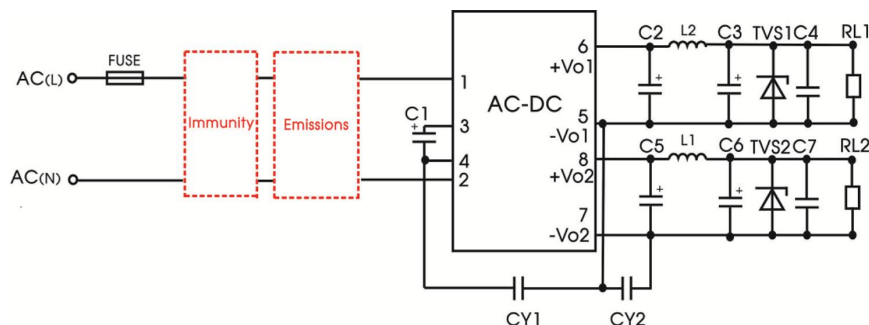 C2 L2 C3 TVS1 C4 RL1
FUSE
6
+Vo1
AC(L)
1
AC-DC
C1
+
3
Immunity
Emissions
5
-Vo1
4
8
C5 L1 C6 TVS2 C7 RL2
AC(N)
2
+Vo2
7
-Vo2
+
+
+
+
CY1
CY2